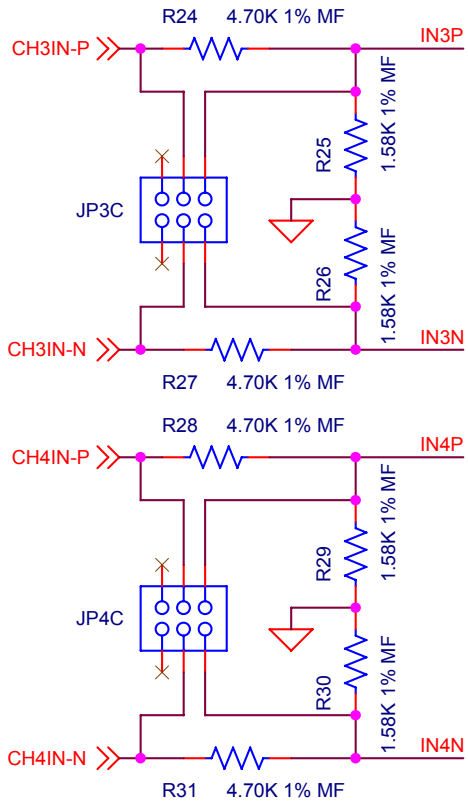 R24 4.70K 1% MF
CH3IN-P
IN3P
R25
1.58K 1% MF
JP3C
R26
1.58K 1% MF
CH3IN-N
IN3N
R27 4.70K 1% MF
R28 4.70K 1% MF
CH4IN-P
IN4P
R29
1.58K 1% MF
JP4C
R30
1.58K 1% MF
CH4IN-N
IN4N
R31 4.70K 1% MF